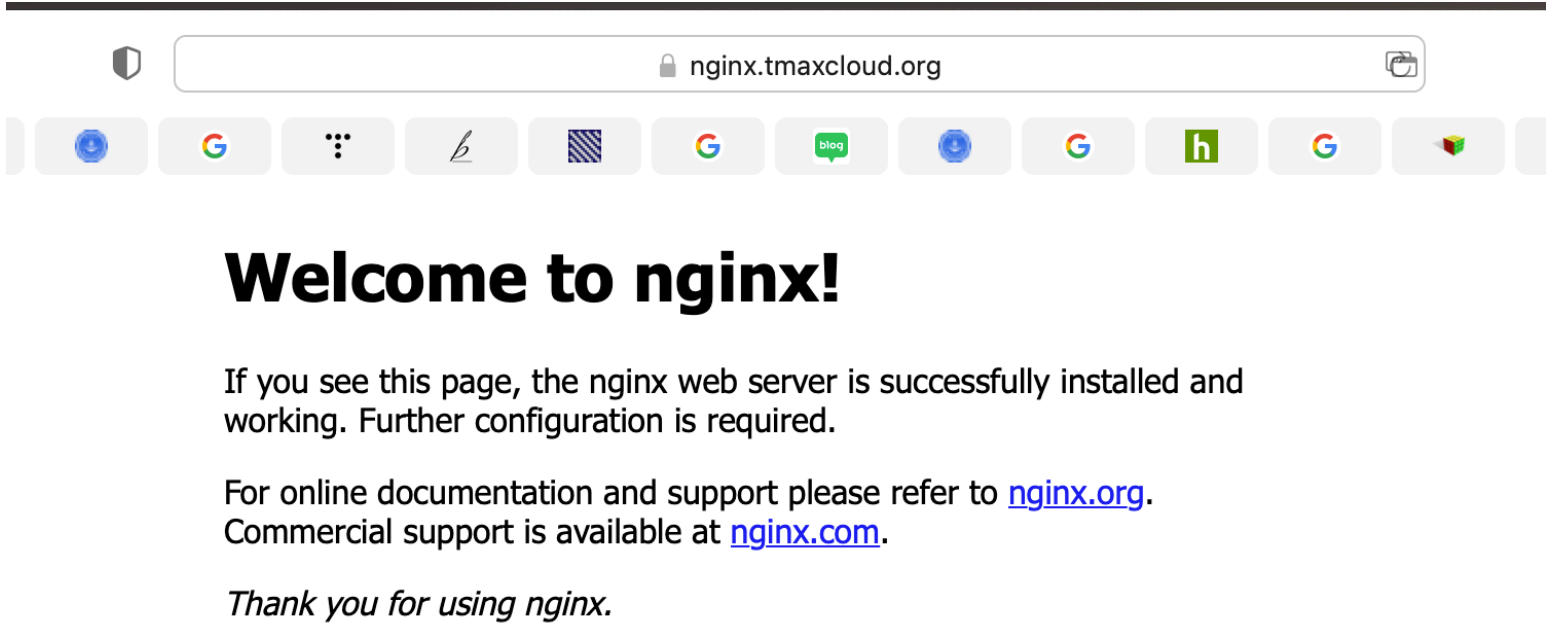 nginx.tmaxcloud.org
G
G
blog
G
h
G
Welcome to nginx!
If you see this page, the nginx web server is successfully installed and
working. Further configuration is required.
For online documentation and support please refer to nginx.org.
Commercial support is available at nginx.com.
Thank you for using nginx.